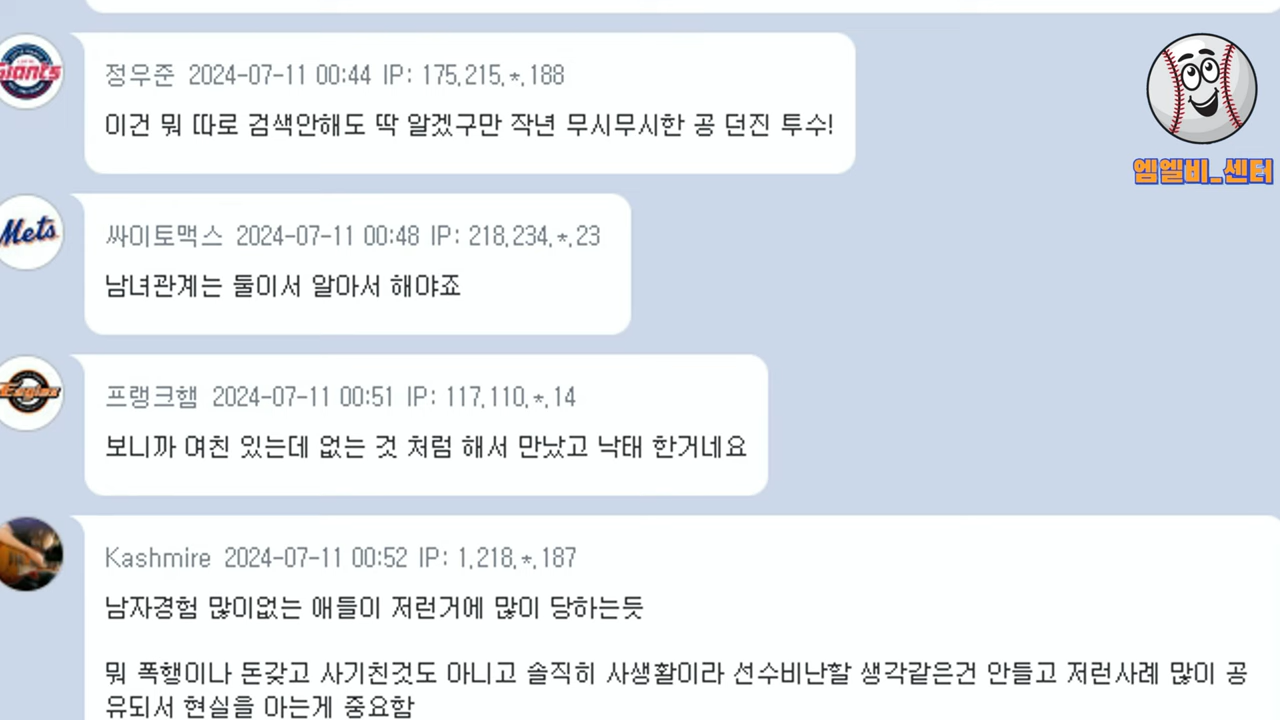 Giants
정우준 2024-07-11 00:44 IP: 175.215.*.188
이건 뭐 따로 검색안해도 딱 알겠구만 작년 무시무시한 공 던진 투수!
엠엘비_센터
Mets
싸이토맥스 2024-07-11 00:48 IP: 218.234.*.23
남녀관계는 둘이서 알아서 해야죠
Eagles
프랭크햄 2024-07-11 00:51 IP: 117.110.*.14
보니까 여친 있는데 없는 것 처럼 해서 만났고 낙태 한거네요
Kashmire 2024-07-11 00:52 IP: 1.218.*.187
남자경험 많이없는 애들이 저런거에 많이 당하는듯
뭐 폭행이나 돈갖고 사기친것도 아니고 솔직히 사생활이라 선수비난할 생각같은건 안들고 저런사례 많이 공
유되서 현실을 아는게 중요함